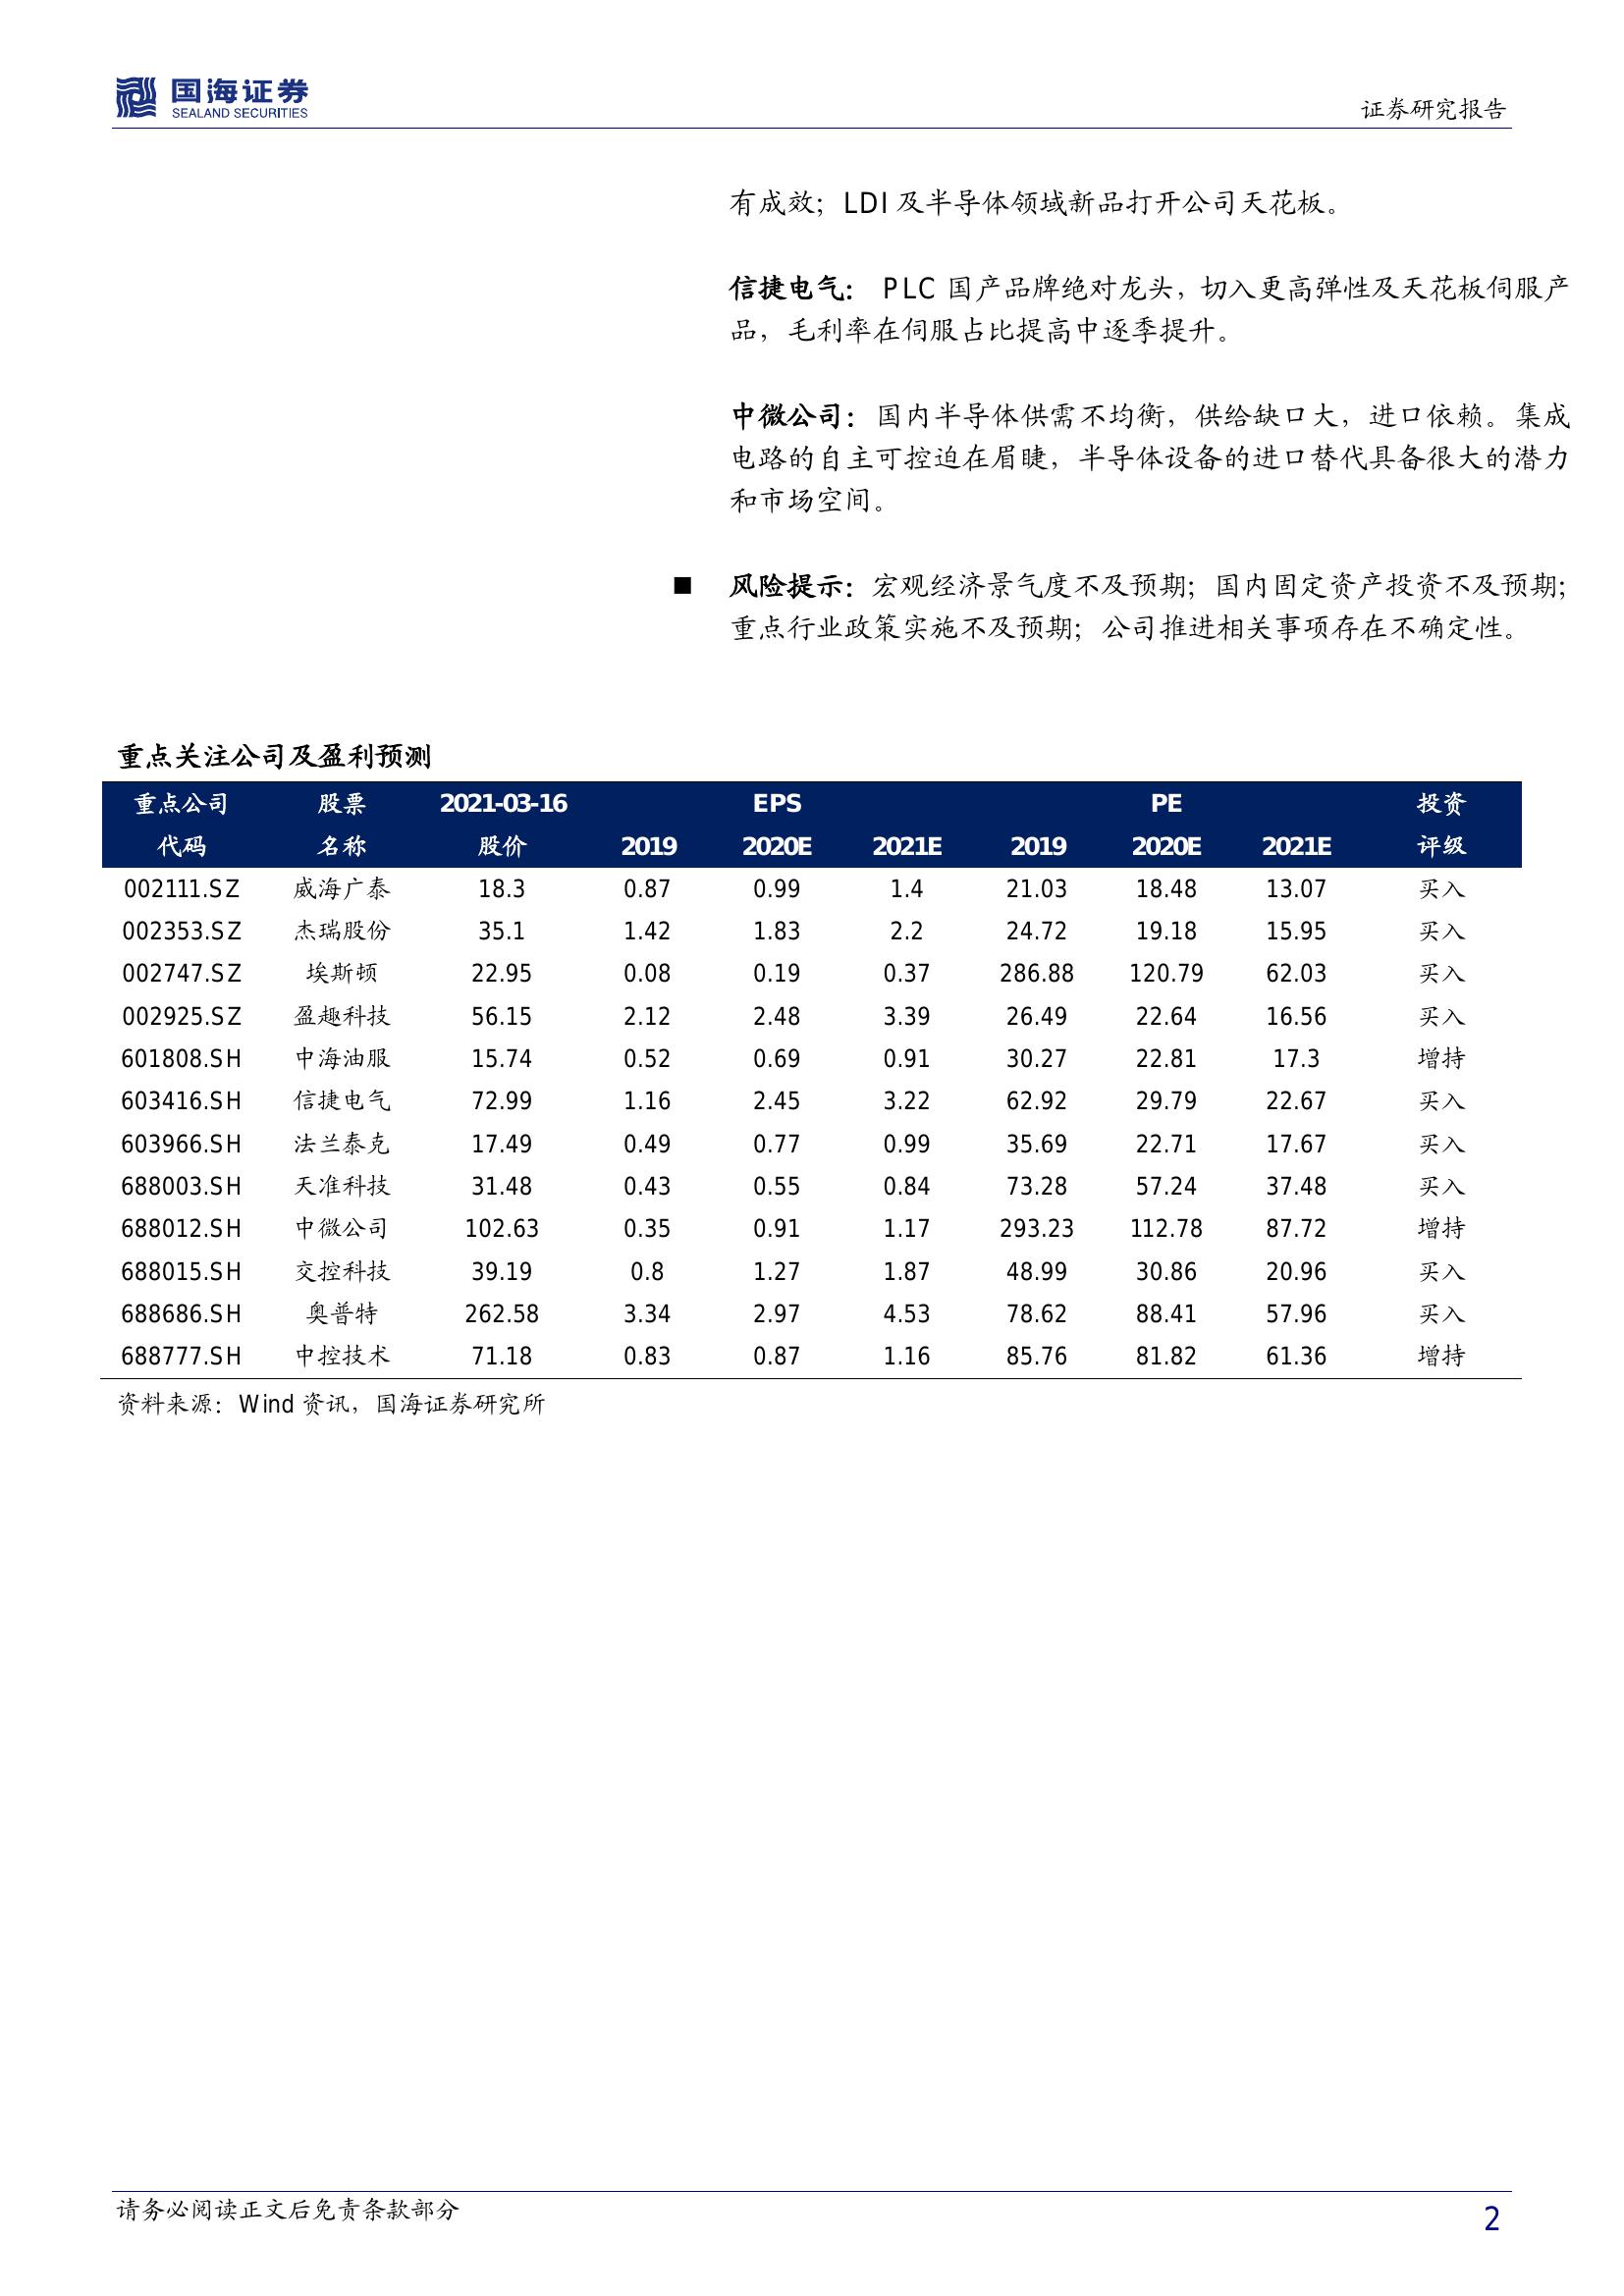 国海证券
SEALAND SECURITIES
证券研究报告
有成效；LDI 及半导体领域新品打开公司天花板。
信捷电气： PLC 国产品牌绝对龙头，切入更高弹性及天花板伺服产
品，毛利率在伺服占比提高中逐季提升。
中微公司：国内半导体供需不均衡，供给缺口大，进口依赖。集成
电路的自主可控迫在眉睫，半导体设备的进口替代具备很大的潜力
和市场空间。
■ 风险提示：宏观经济景气度不及预期；国内固定资产投资不及预期；
重点行业政策实施不及预期；公司推进相关事项存在不确定性。
重点关注公司及盈利预测
重点公司 股票 2021-03-16 EPS PE 投资
代码 名称 股价 2019 2020E 2021E 2019 2020E 2021E 评级
002111.SZ 威海广泰 18.3 0.87 0.99 1.4 21.03 18.48 13.07 买入
002353.SZ 杰瑞股份 35.1 1.42 1.83 2.2 24.72 19.18 15.95 买入
002747.SZ 埃斯顿 22.95 0.08 0.19 0.37 286.88 120.79 62.03 买入
002925.SZ 盈趣科技 56.15 2.12 2.48 3.39 26.49 22.64 16.56 买入
601808.SH 中海油服 15.74 0.52 0.69 0.91 30.27 22.81 17.3 增持
603416.SH 信捷电气 72.99 1.16 2.45 3.22 62.92 29.79 22.67 买入
603966.SH 法兰泰克 17.49 0.49 0.77 0.99 35.69 22.71 17.67 买入
688003.SH 天准科技 31.48 0.43 0.55 0.84 73.28 57.24 37.48 买入
688012.SH 中微公司 102.63 0.35 0.91 1.17 293.23 112.78 87.72 增持
688015.SH 交控科技 39.19 0.8 1.27 1.87 48.99 30.86 20.96 买入
688686.SH 奥普特 262.58 3.34 2.97 4.53 78.62 88.41 57.96 买入
688777.SH 中控技术 71.18 0.83 0.87 1.16 85.76 81.82 61.36 增持
资料来源：Wind 资讯，国海证券研究所
请务必阅读正文后免责条款部分
2